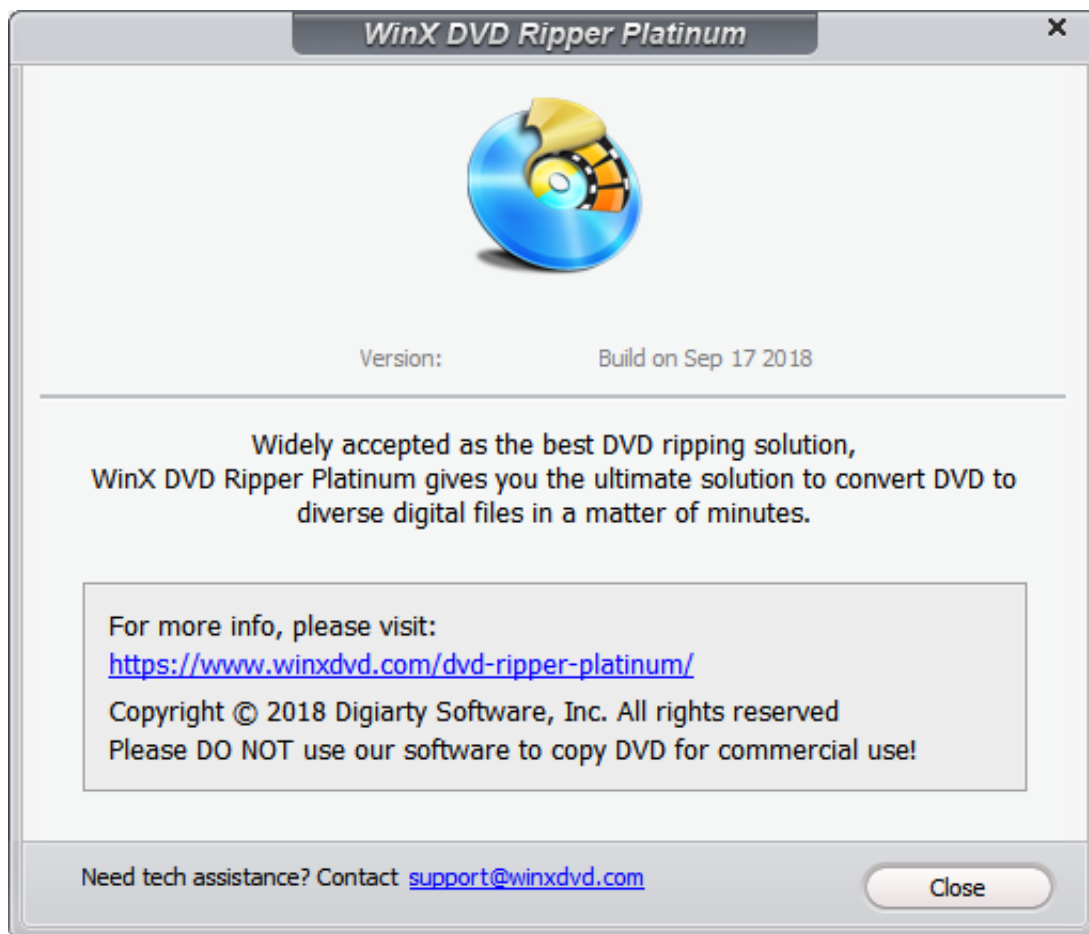 WinX DVD Ripper Platinum
Version: Build on Sep 17 2018
Widely accepted as the best DVD ripping solution,
WinX DVD Ripper Platinum gives you the ultimate solution to convert DVD to
diverse digital files in a matter of minutes.
For more info, please visit:
https://www.winxdvd.com/dvd-ripper-platinum/
Copyright © 2018 Digiarty Software, Inc. All rights reserved
Please DO NOT use our software to copy DVD for commercial use!
Need tech assistance? Contact support@winxdvd.com
Close